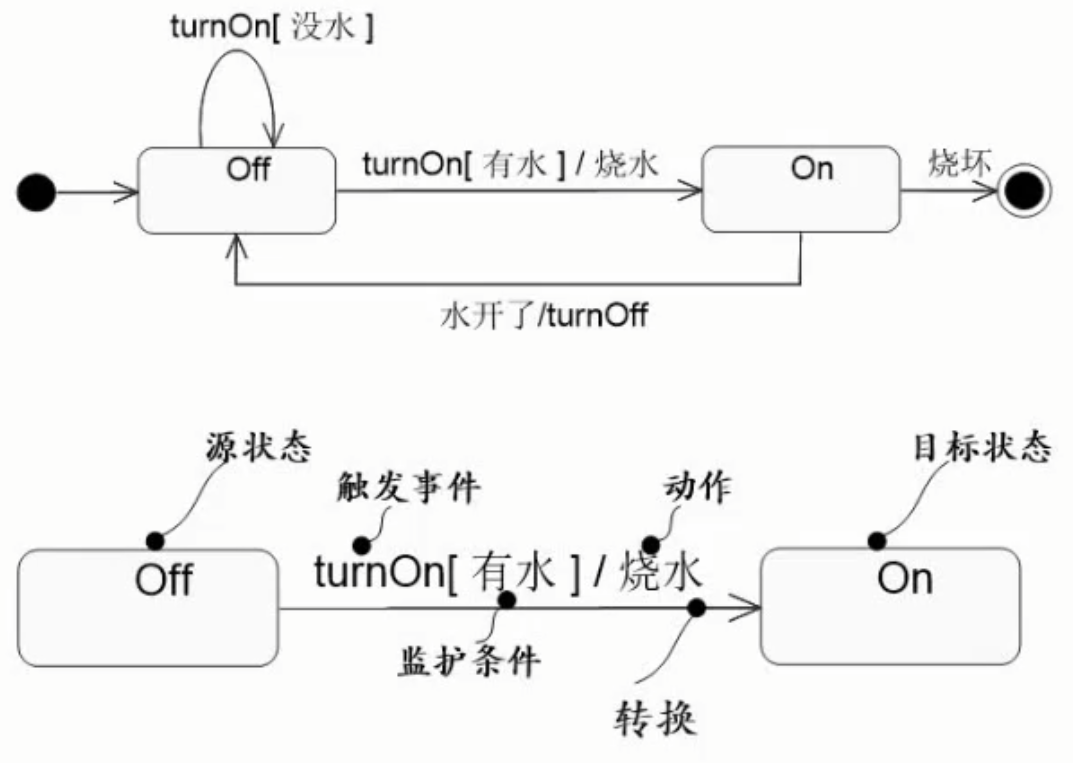 turnOn[ 没水 ]
Off
turnOn[ 有水 ] / 烧水
On
烧坏
水开了/turnOff
源状态
目标状态
触发事件
动作
Off
turnOn[ 有水 ] / 烧水
On
监护条件
转换